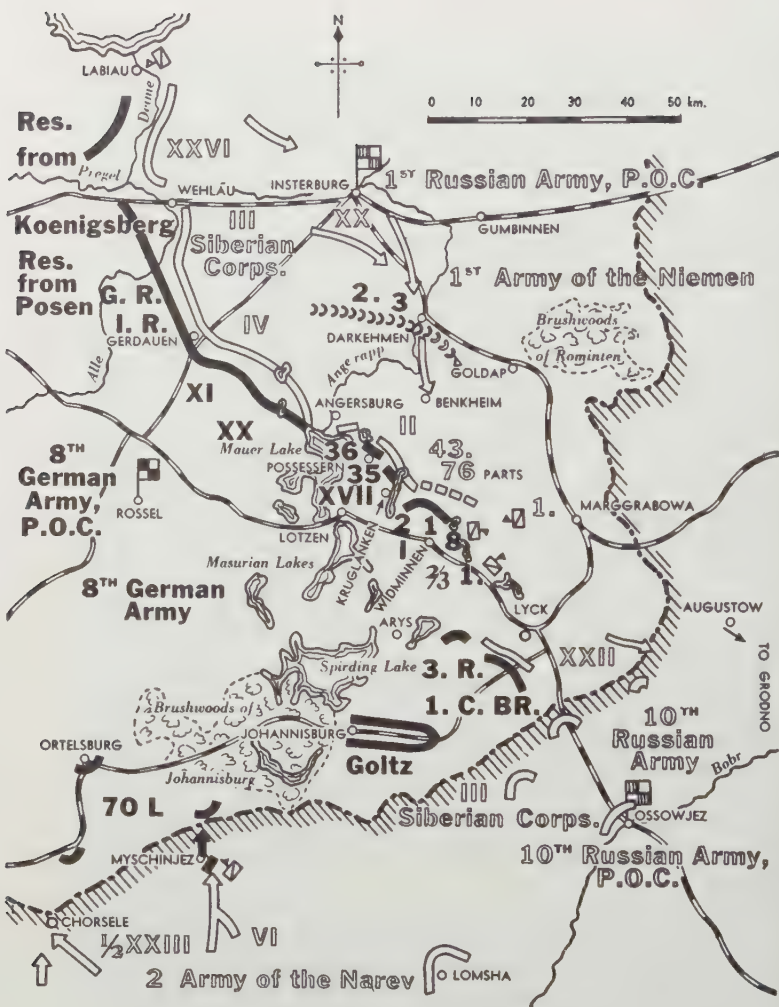 N
LABIAU
Deime
0 10 20 30 40 50 km.
Res.
from
XXVI
Pregel
WEHLAU
INSTERBURG
1ST Russian Army, P.O.C.
Koenigsberg
III
Siberian
Corps.
XX
GUMBINNEN
Res.
from
Posen
1ST Army of the Niemen
G. R.
I. R.
2. 3
Brushwoods
of Rominten
IV
GERDAUEN
DARKEHMEN
Alle
Angerapp
GOLDAP
XI
ANGERSBURG
BENKHEIM
XX
II
Mauer Lake
36
43.
76 PARTS
8TH
German
Army,
P.O.C.
POSSESSERN
35
XVII
1.
MARGGRABOWA
ROSSEL
LOTZEN
2 1
8
I
KRUGLANKEN
WIDMINNEN
2/3 1.
Masurian Lakes
8TH German
Army
LYCK
AUGUSTOW
ARYS
TO GRODNO
XXII
Spirding Lake
3. R.
Brushwoods of
1. C. BR.
JOHANNISBURG
10TH
Russian
Army
ORTELSBURG
Johannisburg
Goltz
Bobr
70 L
III
Siberian Corps.
OSSOWJEZ
MYSCHINJEZ
10TH Russian Army,
P.O.C.
CHORSELE
1/2 XXIII
VI
2 Army of the Narev
LOMSHA